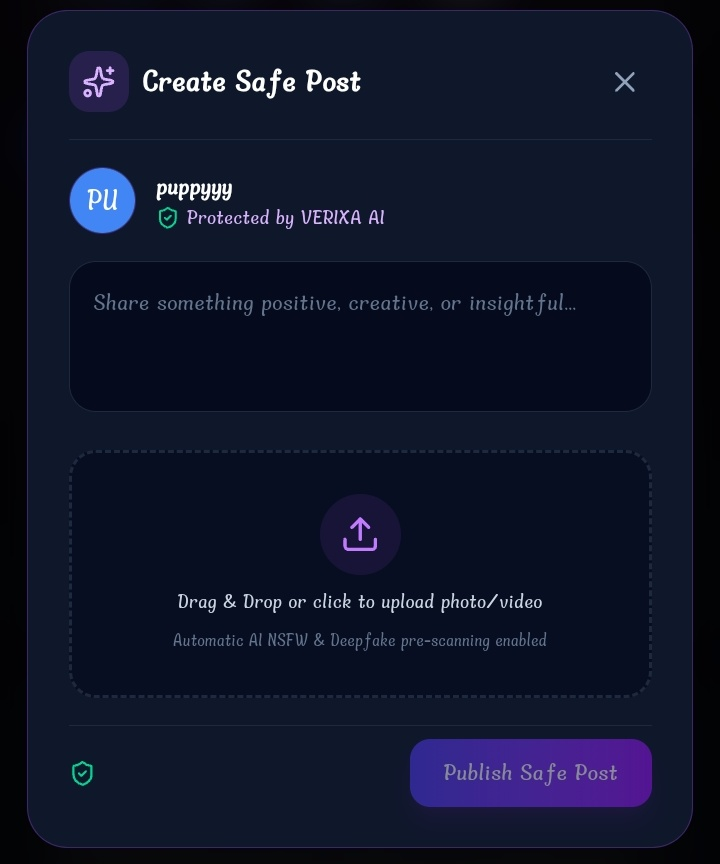 Create Safe Post
PU
puppyyy
Protected by VERIXA AI
Share something positive, creative, or insightful...
Drag & Drop or click to upload photo/video
Automatic AI NSFW & Deepfake pre-scanning enabled
Publish Safe Post